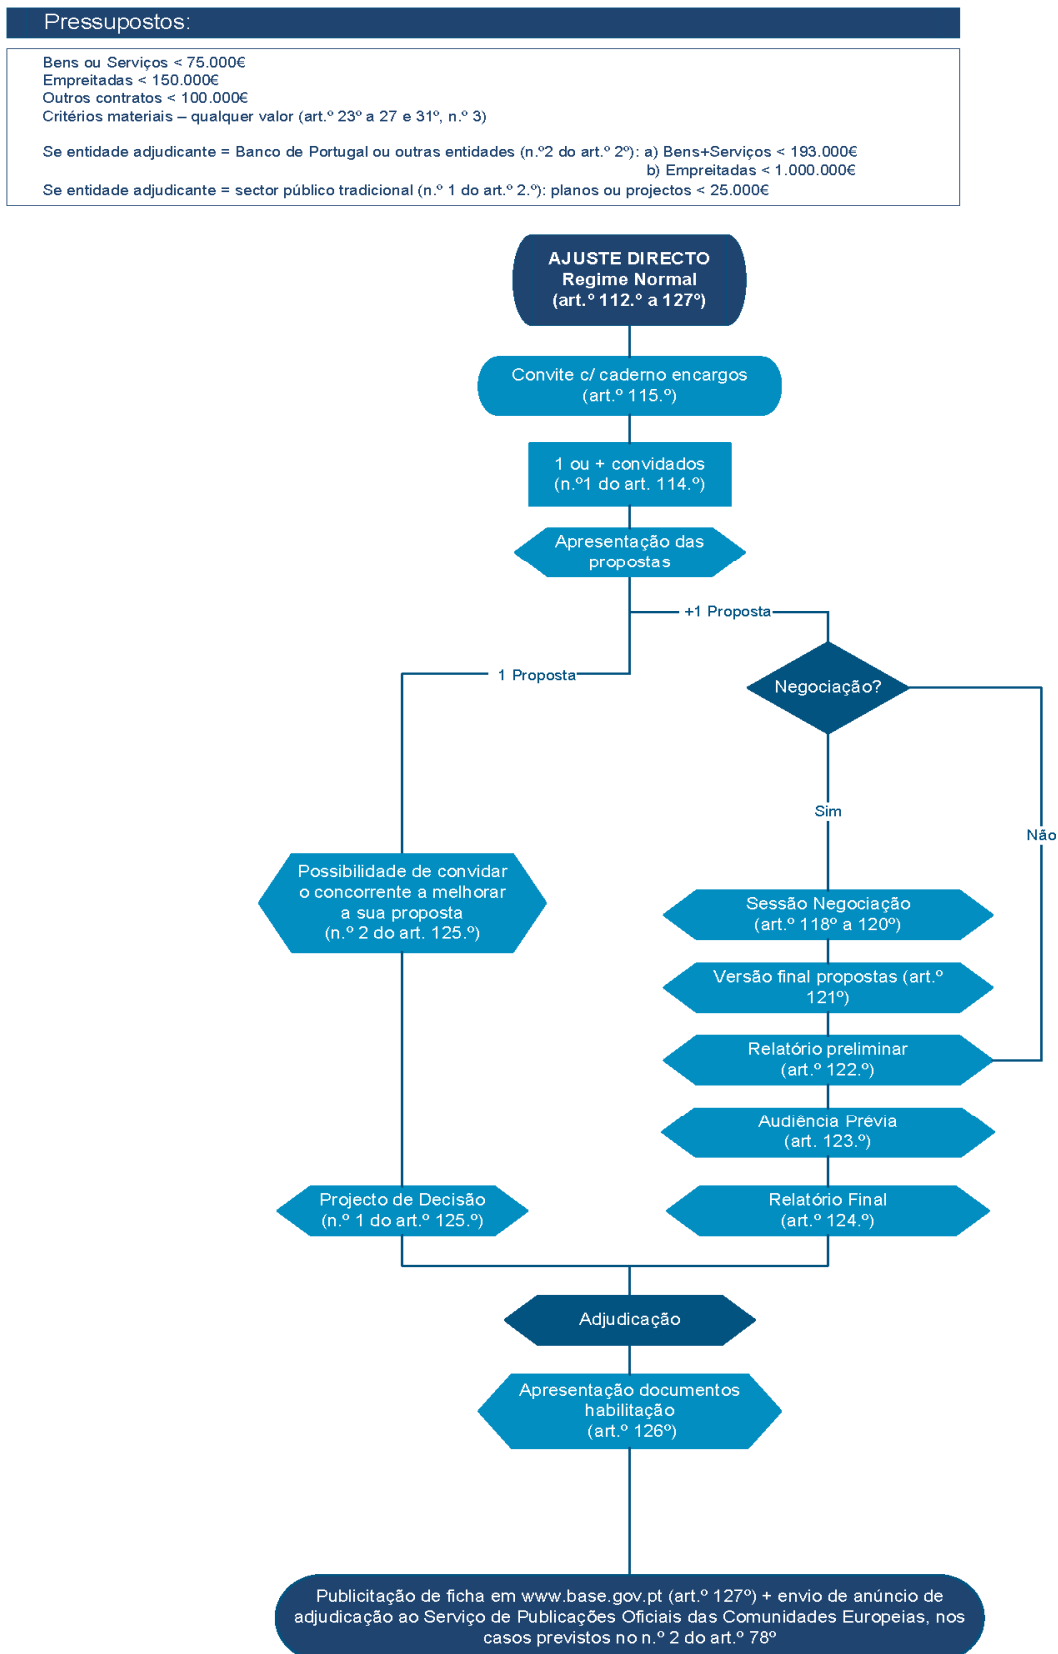 Pressupostos:
Bens ou Serviços < 75.000€
Empreitadas < 150.000€
Outros contratos < 100.000€
Critérios materiais – qualquer valor (art.º 23º a 27 e 31º, n.º 3)
Se entidade adjudicante = Banco de Portugal ou outras entidades (n.º2 do art.º 2º): a) Bens+Serviços < 193.000€
b) Empreitadas < 1.000.000€
Se entidade adjudicante = sector público tradicional (n.º 1 do art.º 2.º): planos ou projectos < 25.000€
AJUSTE DIRECTO
Regime Normal
(art.º 112.º a 127º)
Convite c/ caderno encargos
(art.º 115.º)
1 ou + convidados
(n.º1 do art. 114.º)
Apresentação das
propostas
+1 Proposta
1 Proposta
Negociação?
Sim
Não
Possibilidade de convidar
o concorrente a melhorar
a sua proposta
(n.º 2 do art. 125.º)
Sessão Negociação
(art.º 118º a 120º)
Versão final propostas (art.º
121º)
Relatório preliminar
(art.º 122.º)
Audiência Prévia
(art. 123.º)
Projecto de Decisão
(n.º 1 do art.º 125.º)
Relatório Final
(art.º 124.º)
Adjudicação
Apresentação documentos
habilitação
(art.º 126º)
Publicitação de ficha em www.base.gov.pt (art.º 127º) + envio de anúncio de
adjudicação ao Serviço de Publicações Oficiais das Comunidades Europeias, nos
casos previstos no n.º 2 do art.º 78º